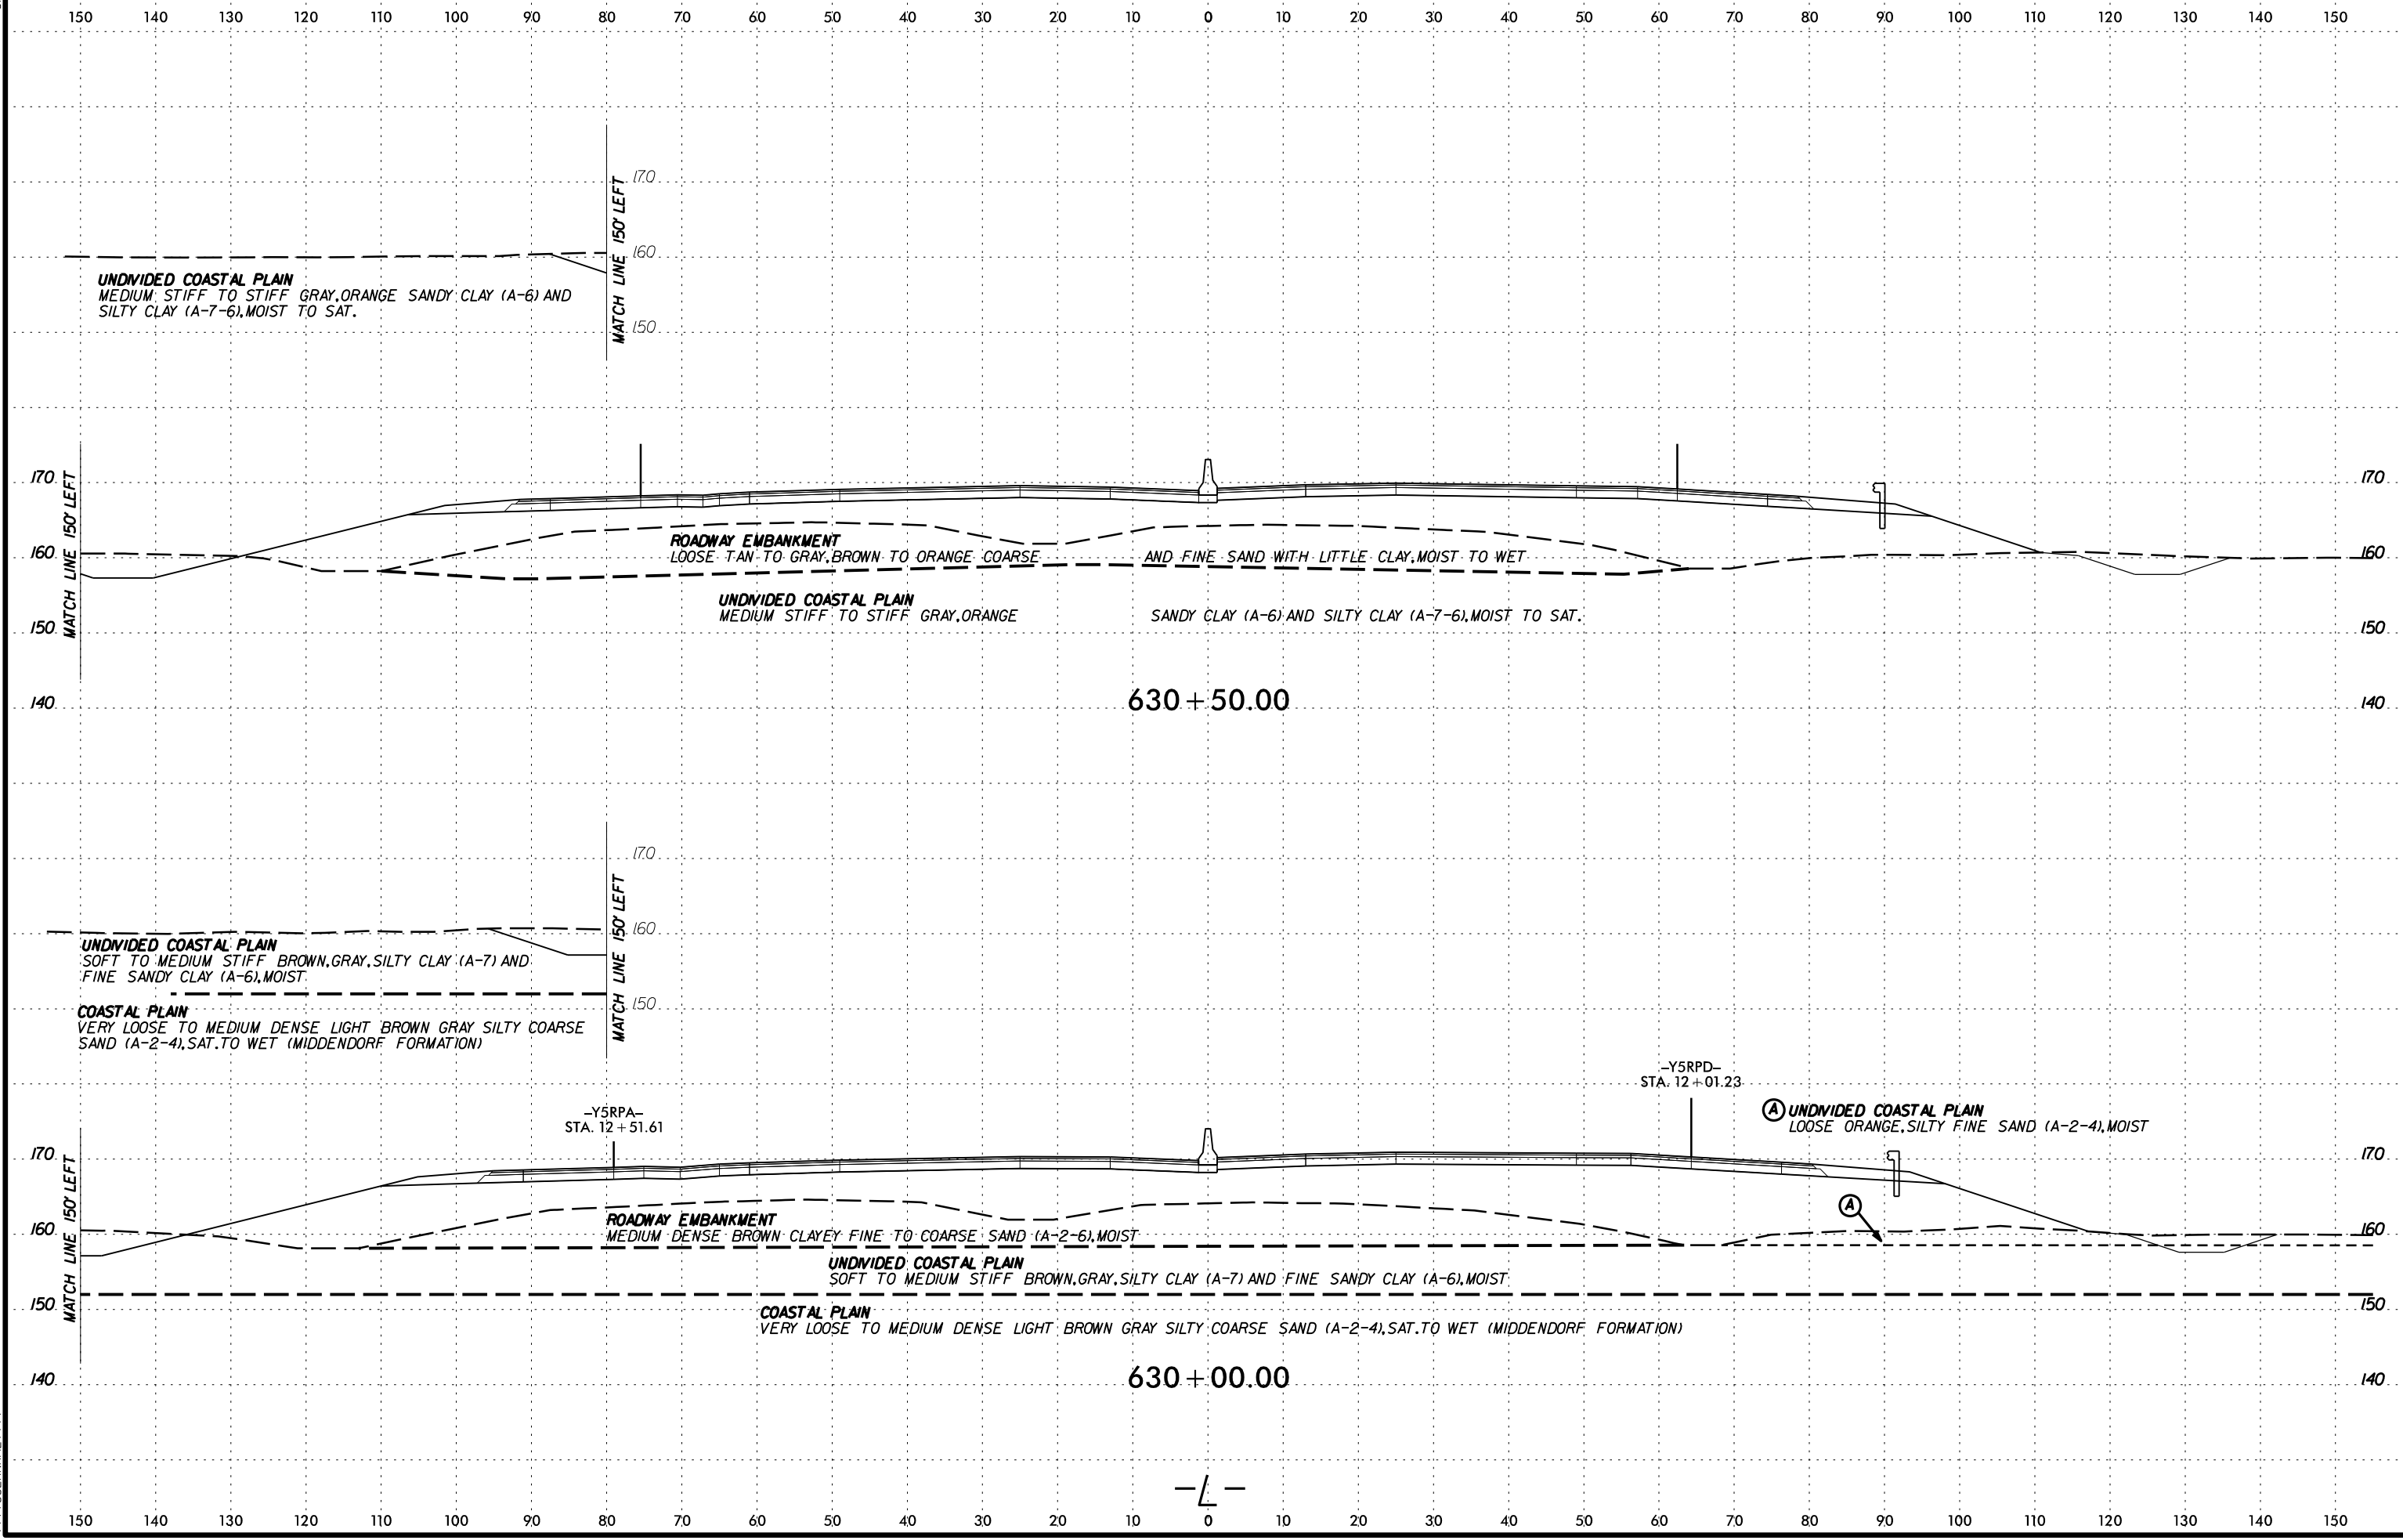 150 140 130 120 110 100 90 80 70 60 50 40 30 20 10 0 10 20 30 40 50 60 70 80 90 100 110 120 130 140 150
170
160
150
MATCH LINE 150' LEFT
UNDIVIDED COASTAL PLAIN
MEDIUM STIFF TO STIFF GRAY, ORANGE SANDY CLAY (A-6) AND
SILTY CLAY (A-7-6), MOIST TO SAT.
170 170
160 160
150 150
140 140
MATCH LINE 150' LEFT
ROADWAY EMBANKMENT
LOOSE TAN TO GRAY, BROWN TO ORANGE COARSE AND FINE SAND WITH LITTLE CLAY, MOIST TO WET
UNDIVIDED COASTAL PLAIN
MEDIUM STIFF TO STIFF GRAY, ORANGE SANDY CLAY (A-6) AND SILTY CLAY (A-7-6), MOIST TO SAT.
630+50.00
170
160
150
MATCH LINE 150' LEFT
UNDIVIDED COASTAL PLAIN
SOFT TO MEDIUM STIFF BROWN, GRAY, SILTY CLAY (A-7) AND
FINE SANDY CLAY (A-6), MOIST
COASTAL PLAIN
VERY LOOSE TO MEDIUM DENSE LIGHT BROWN GRAY SILTY COARSE
SAND (A-2-4), SAT. TO WET (MIDDENDORF FORMATION)
-Y5RPD-
STA. 12+01.23
-Y5RPA-
STA. 12+51.61
A UNDIVIDED COASTAL PLAIN
LOOSE ORANGE, SILTY FINE SAND (A-2-4), MOIST
170 170
160 160
150 150
140 140
MATCH LINE 150' LEFT
A
ROADWAY EMBANKMENT
MEDIUM DENSE BROWN CLAYEY FINE TO COARSE SAND (A-2-6), MOIST
UNDIVIDED COASTAL PLAIN
SOFT TO MEDIUM STIFF BROWN, GRAY, SILTY CLAY (A-7) AND FINE SANDY CLAY (A-6), MOIST
COASTAL PLAIN
VERY LOOSE TO MEDIUM DENSE LIGHT BROWN GRAY SILTY COARSE SAND (A-2-4), SAT. TO WET (MIDDENDORF FORMATION)
630+00.00
-L-
150 140 130 120 110 100 90 80 70 60 50 40 30 20 10 0 10 20 30 40 50 60 70 80 90 100 110 120 130 140 150